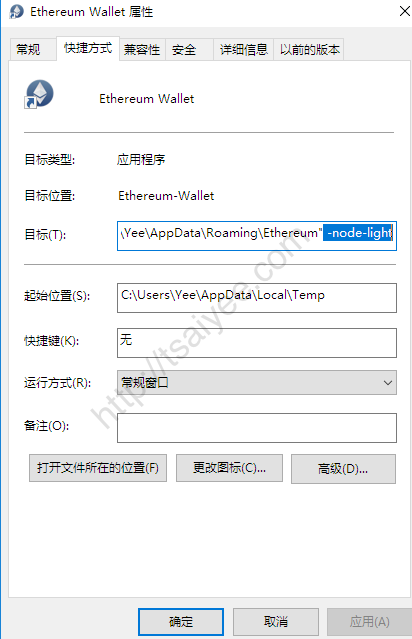 Ethereum Wallet 属性
常规 快捷方式 兼容性 安全 详细信息 以前的版本
Ethereum Wallet
目标类型: 应用程序
目标位置: Ethereum-Wallet
目标(T): \Yee\AppData\Roaming\Ethereum" -node-light
起始位置(S): C:\Users\Yee\AppData\Local\Temp
快捷键(K): 无
运行方式(R): 常规窗口
备注(O):
打开文件所在的位置(F) 更改图标(C)... 高级(D)...
确定 取消 应用(A)
http://tsaiyee.com